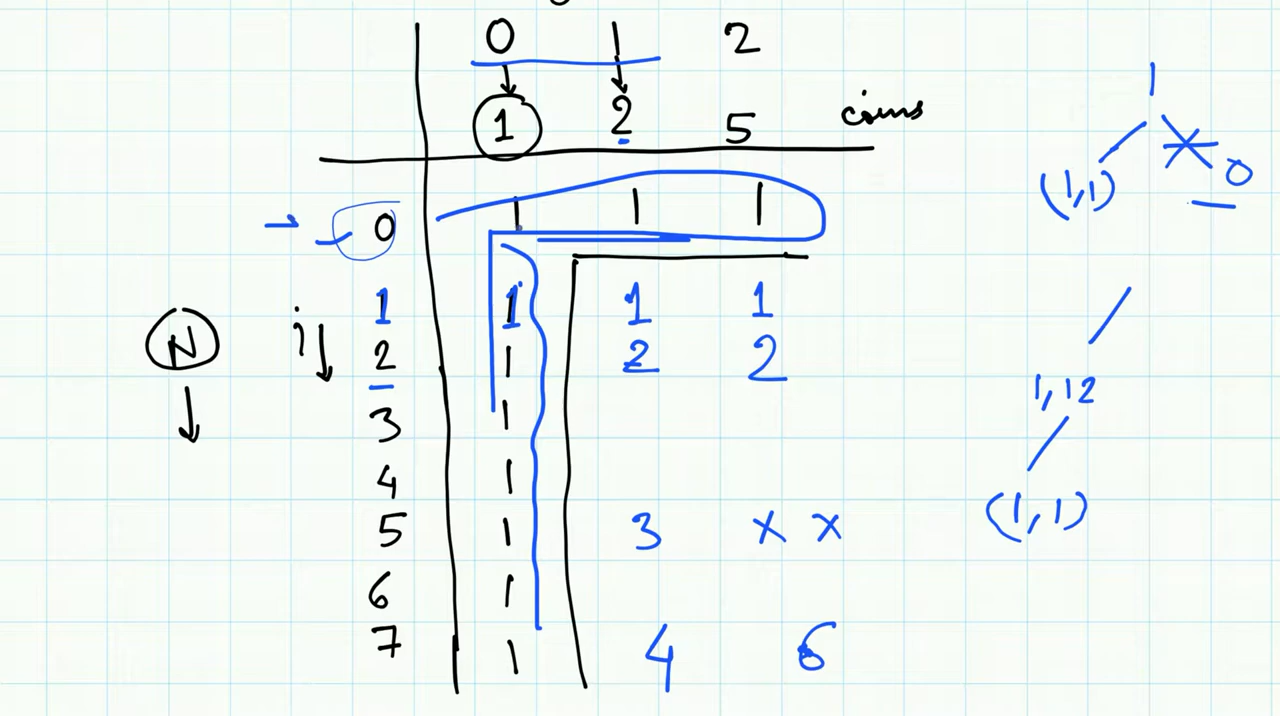 0 1 2
1 2 5 coins
0 1 1 1
1 1 1 1
2 1 2 2
3 1
4 1
5 1 3 x x
6 1
7 1 4 6
N
i
1
(1,1) 0
1,12
(1,1)